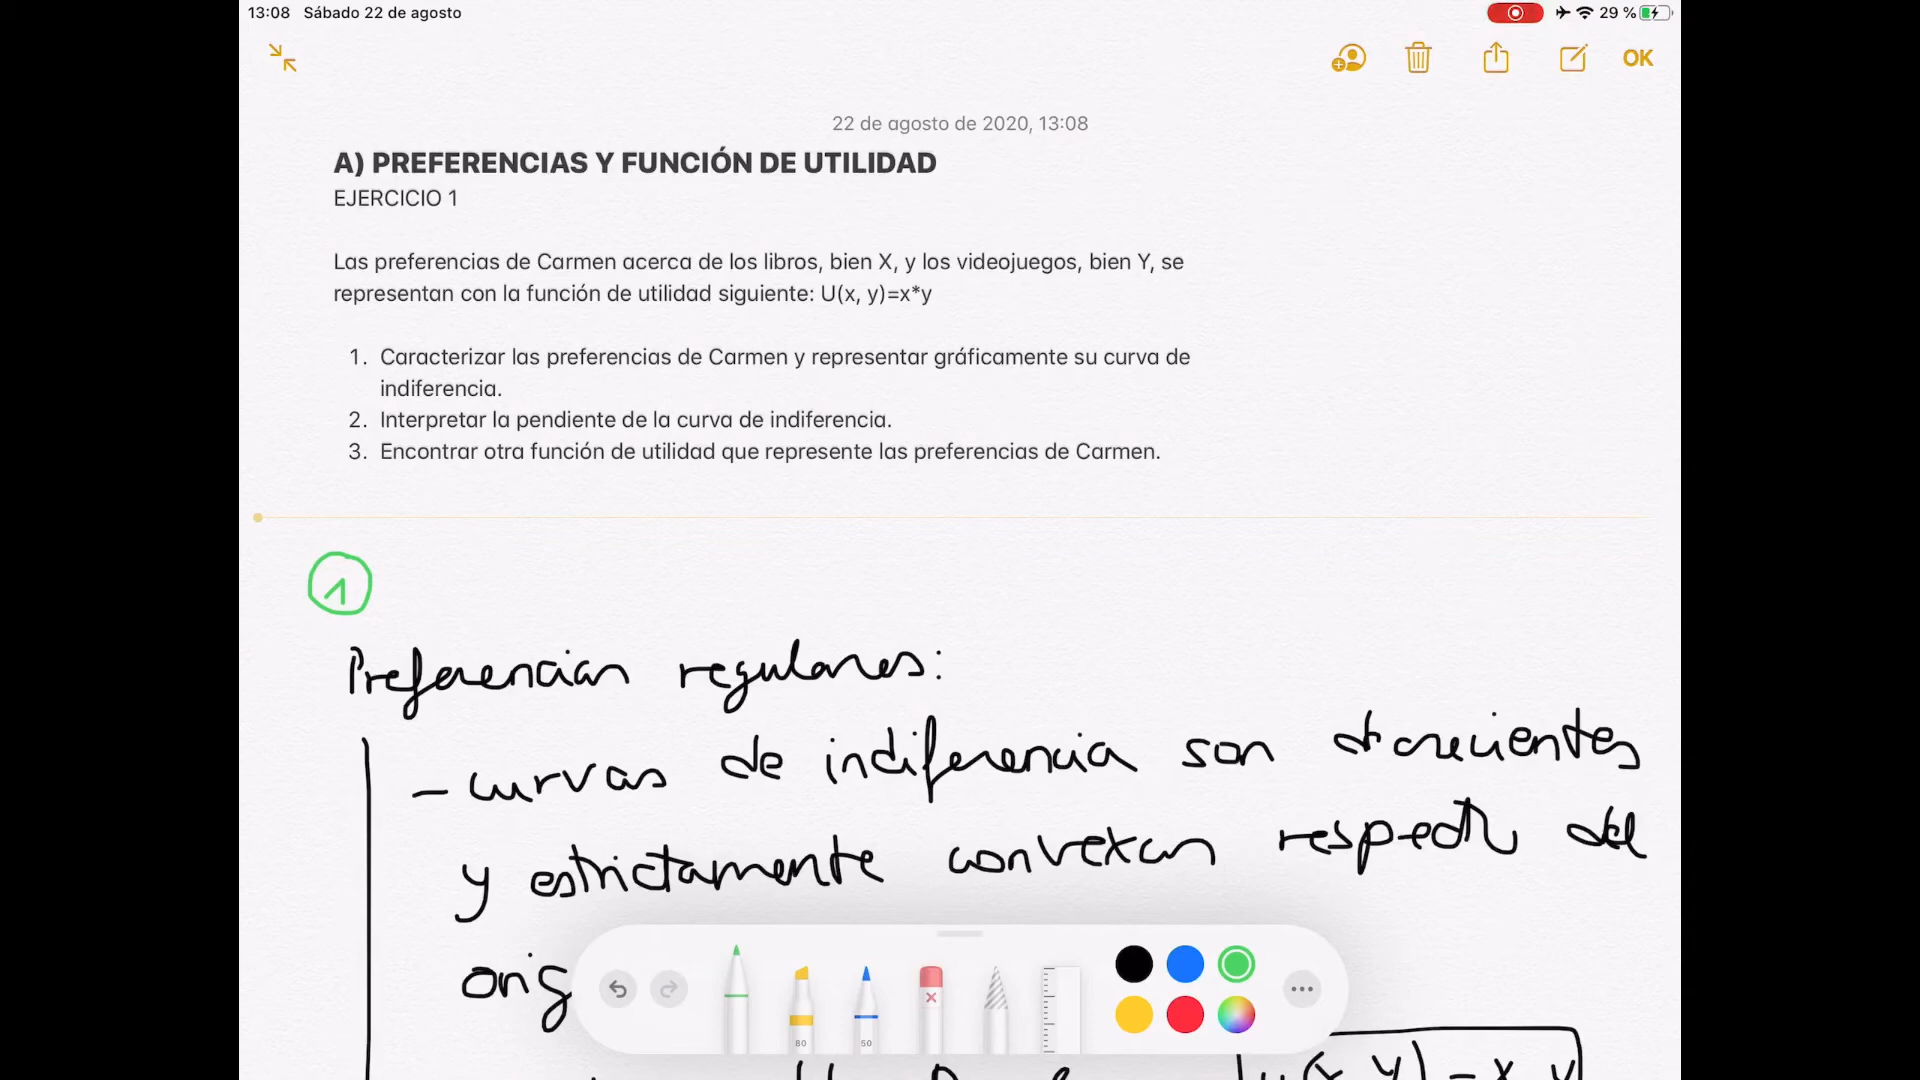 13:08 Sábado 22 de agosto
29 %
OK
22 de agosto de 2020, 13:08
A) PREFERENCIAS Y FUNCIÓN DE UTILIDAD
EJERCICIO 1
Las preferencias de Carmen acerca de los libros, bien X, y los videojuegos, bien Y, se
representan con la función de utilidad siguiente: U(x, y)=x*y
1. Caracterizar las preferencias de Carmen y representar gráficamente su curva de
indiferencia.
2. Interpretar la pendiente de la curva de indiferencia.
3. Encontrar otra función de utilidad que represente las preferencias de Carmen.
1
Preferencias regulares:
- curvas de indiferencia son decrecientes
y estrictamente convexas respecto del
orig
80
50
u(x, y) = x y